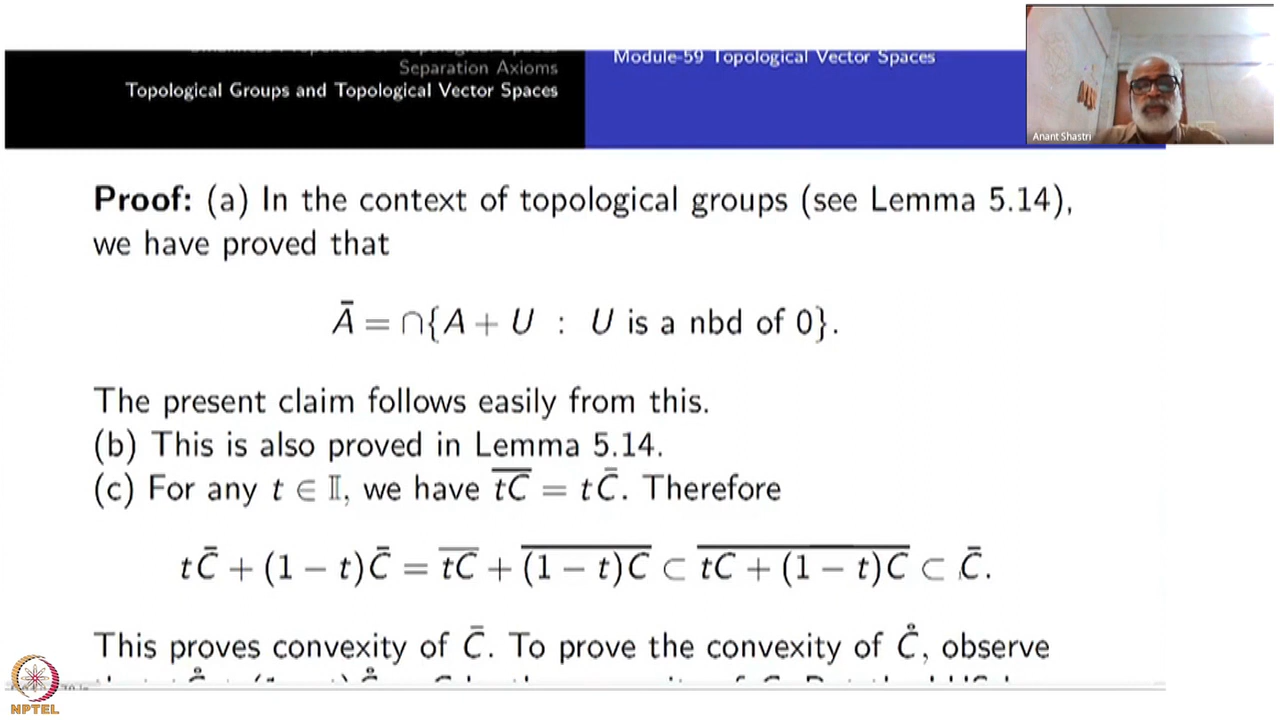 Separation Axioms
Topological Groups and Topological Vector Spaces
Module-59 Topological Vector Spaces
Anant Shastri
Proof: (a) In the context of topological groups (see Lemma 5.14),
we have proved that
Ā = ∩{A + U : U is a nbd of 0}.
The present claim follows easily from this.
(b) This is also proved in Lemma 5.14.
(c) For any t ∈ 𝕀, we have \overline{tC} = tC̄. Therefore
tC̄ + (1 − t)C̄ = \overline{tC} + \overline{(1 − t)C} ⊂ \overline{tC + (1 − t)C} ⊂ C̄.
This proves convexity of C̄. To prove the convexity of C̊, observe
NPTEL